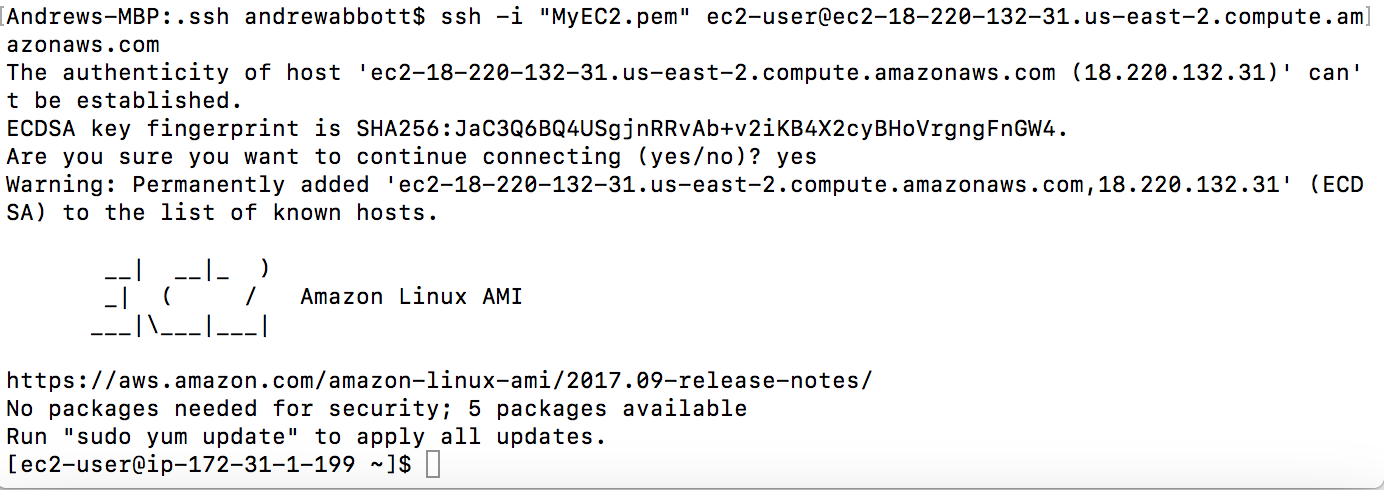 [Andrews-MBP:.ssh andrewabbott$ ssh -i "MyEC2.pem" ec2-user@ec2-18-220-132-31.us-east-2.compute.am]
azonaws.com
The authenticity of host 'ec2-18-220-132-31.us-east-2.compute.amazonaws.com (18.220.132.31)' can'
t be established.
ECDSA key fingerprint is SHA256:JaC3Q6BQ4USgjnRRvAb+v2iKB4X2cyBHoVrgngFnGW4.
Are you sure you want to continue connecting (yes/no)? yes
Warning: Permanently added 'ec2-18-220-132-31.us-east-2.compute.amazonaws.com,18.220.132.31' (ECD
SA) to the list of known hosts.

       __|  __|_  )
       _|  (     /   Amazon Linux AMI
      ___|\___|___|

https://aws.amazon.com/amazon-linux-ami/2017.09-release-notes/
No packages needed for security; 5 packages available
Run "sudo yum update" to apply all updates.
[ec2-user@ip-172-31-1-199 ~]$